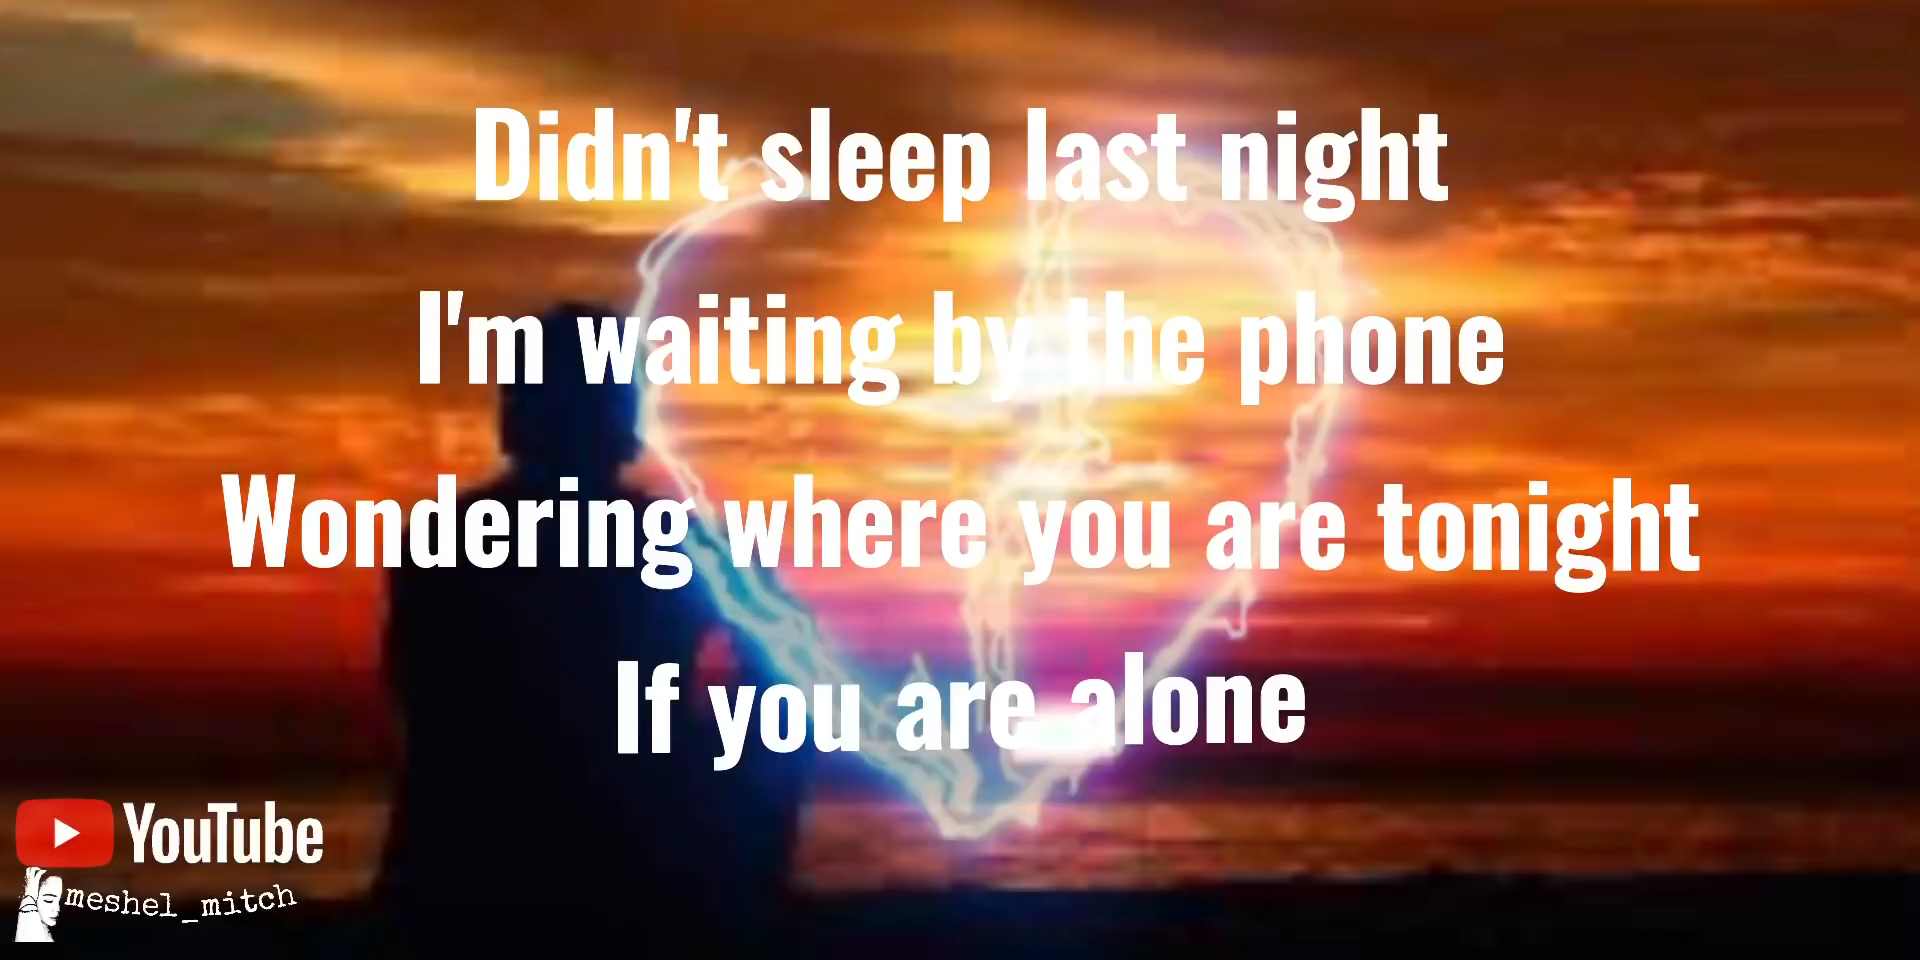 Didn't sleep last night
I'm waiting by the phone
Wondering where you are tonight
If you are alone
YouTube
meshel_mitch